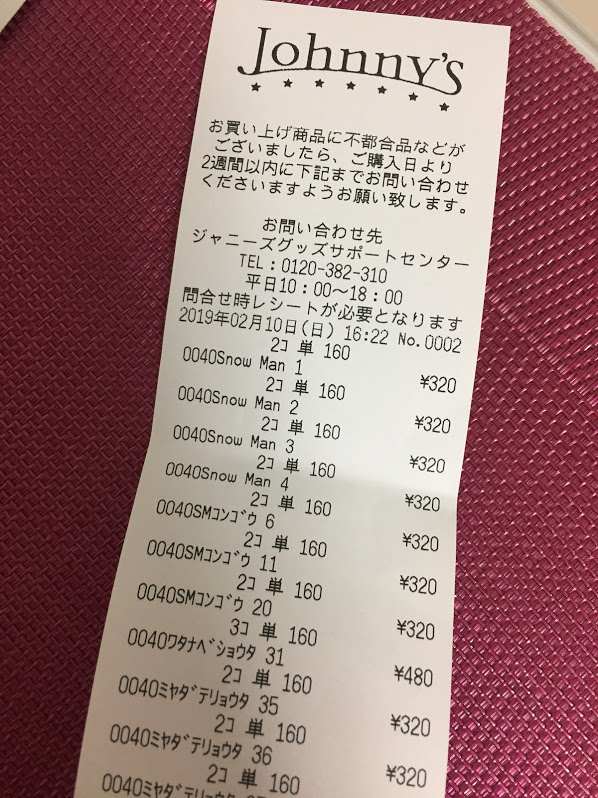 Johnny's
★ ★ ★ ★ ★ ★ ★
お買い上げ商品に不都合品などが
ございましたら、ご購入日より
2週間以内に下記までお問い合わせ
くださいますようお願い致します。
お問い合わせ先
ジャニーズグッズサポートセンター
TEL：0120-382-310
平日10：00～18：00
問合せ時レシートが必要となります
2019年02月10日(日) 16:22 No.0002
2コ 単 160
0040Snow Man 1 ¥320
2コ 単 160
0040Snow Man 2 ¥320
2コ 単 160
0040Snow Man 3 ¥320
2コ 単 160
0040Snow Man 4 ¥320
2コ 単 160
0040SMコンゴウ 6 ¥320
2コ 単 160
0040SMコンゴウ 11 ¥320
2コ 単 160
0040SMコンゴウ 20 ¥320
3コ 単 160
0040ワタナベショウタ 31 ¥480
2コ 単 160
0040ミヤダテリョウタ 35 ¥320
2コ 単 160
0040ミヤダテリョウタ 36 ¥320
2コ 単 160
0040ミヤダテリョウタ